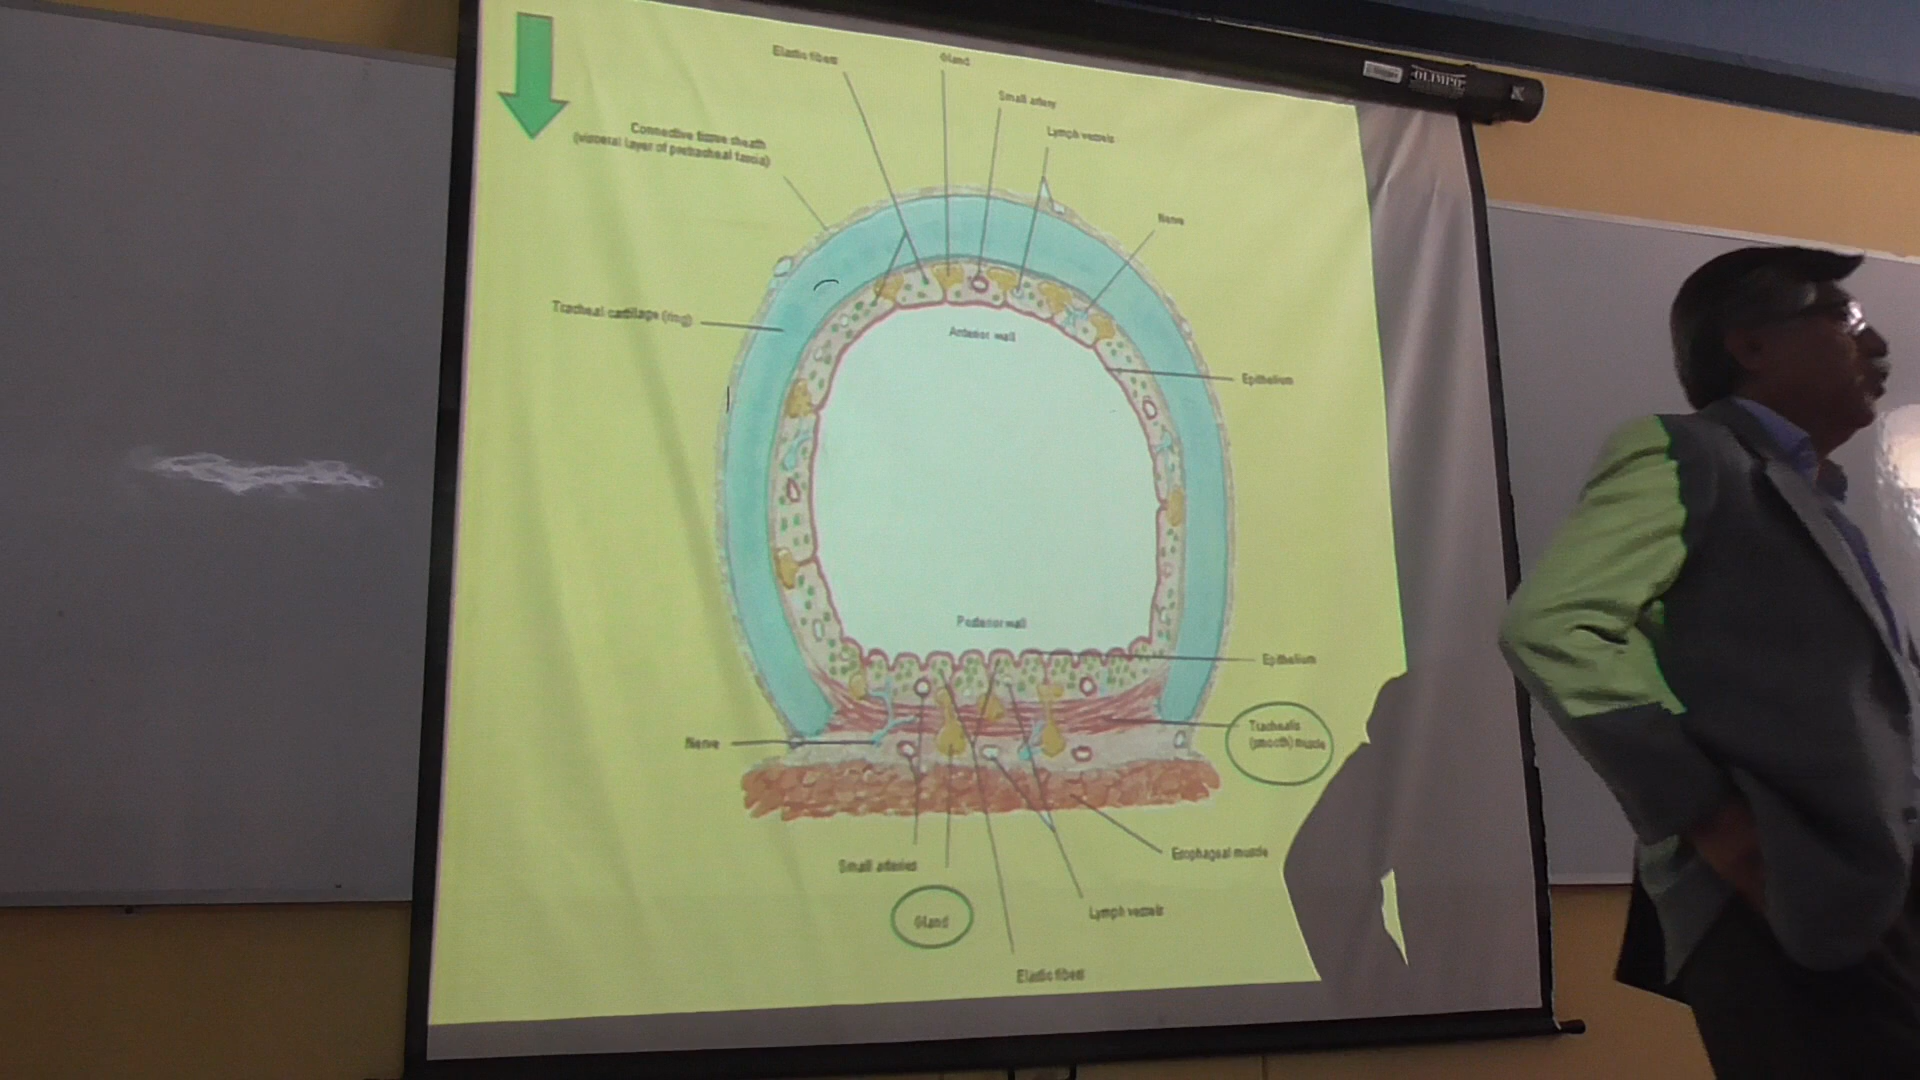 Elastic fibers
Gland
Small artery
Lymph vessels
Connective tissue sheath
(visceral layer of pretracheal fascia)
Nerve
Tracheal cartilage (ring)
Anterior wall
Epithelium
Posterior wall
Epithelium
Trachealis
(smooth) muscle
Nerve
Esophageal muscle
Small arteries
Gland
Lymph vessels
Elastic fibers
OLIMPO